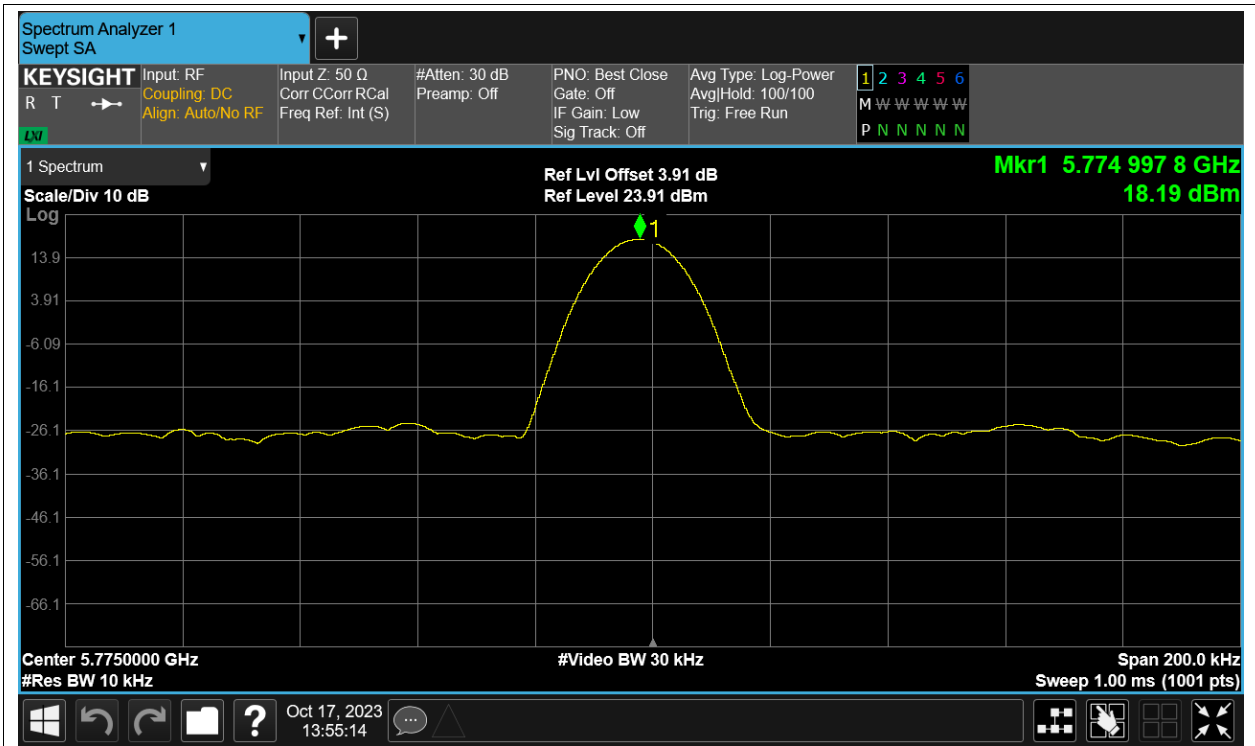 Spectrum Analyzer 1
Swept SA
KEYSIGHT
R T
LXI
Input: RF
Coupling: DC
Align: Auto/No RF
Input Z: 50 Ω
Corr CCorr RCal
Freq Ref: Int (S)
#Atten: 30 dB
Preamp: Off
PNO: Best Close
Gate: Off
IF Gain: Low
Sig Track: Off
Avg Type: Log-Power
Avg|Hold: 100/100
Trig: Free Run
1 2 3 4 5 6
M W W W W W
P N N N N N
1 Spectrum
Scale/Div 10 dB
Ref Lvl Offset 3.91 dB
Ref Level 23.91 dBm
Mkr1 5.774 997 8 GHz
18.19 dBm
Log
1
13.9
3.91
-6.09
-16.1
-26.1
-36.1
-46.1
-56.1
-66.1
Center 5.7750000 GHz
#Video BW 30 kHz
Span 200.0 kHz
#Res BW 10 kHz
Sweep 1.00 ms (1001 pts)
?
Oct 17, 2023
13:55:14